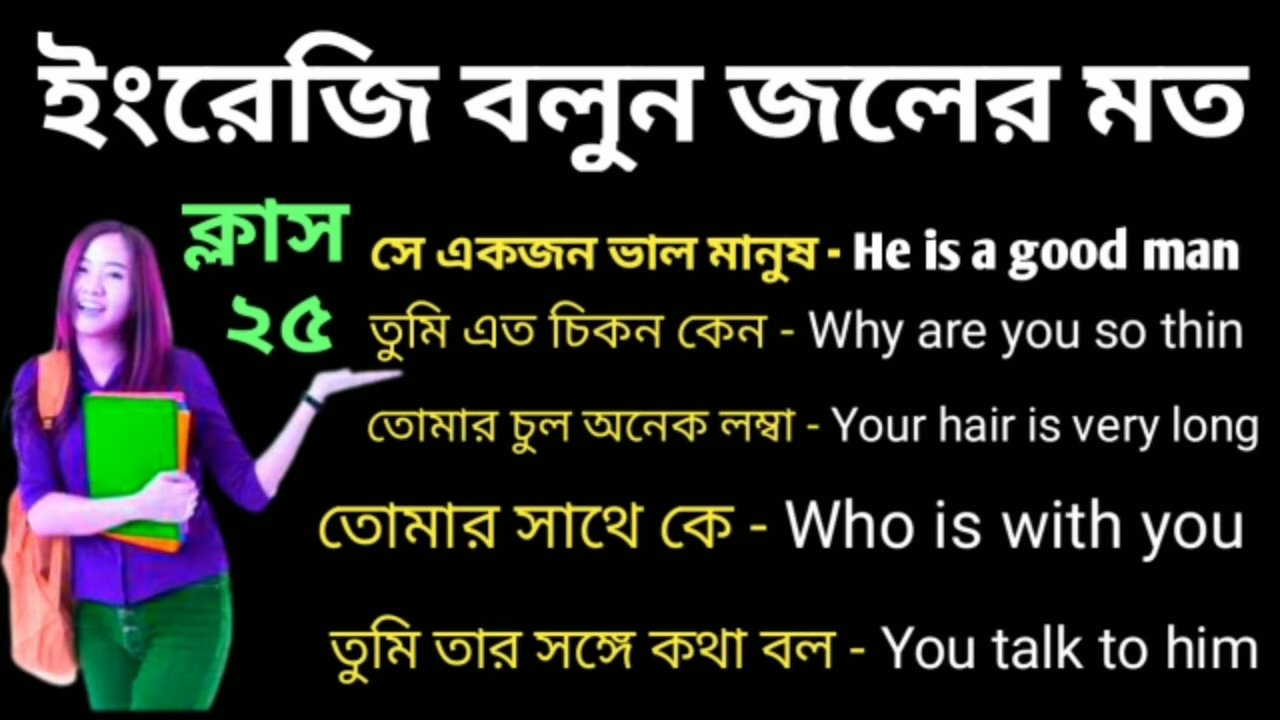 ইংরেজি বলুন জলের মত
ক্লাস
২৫
সে একজন ভাল মানুষ - He is a good man
তুমি এত চিকন কেন - Why are you so thin
তোমার চুল অনেক লম্বা - Your hair is very long
তোমার সাথে কে - Who is with you
তুমি তার সঙ্গে কথা বল - You talk to him